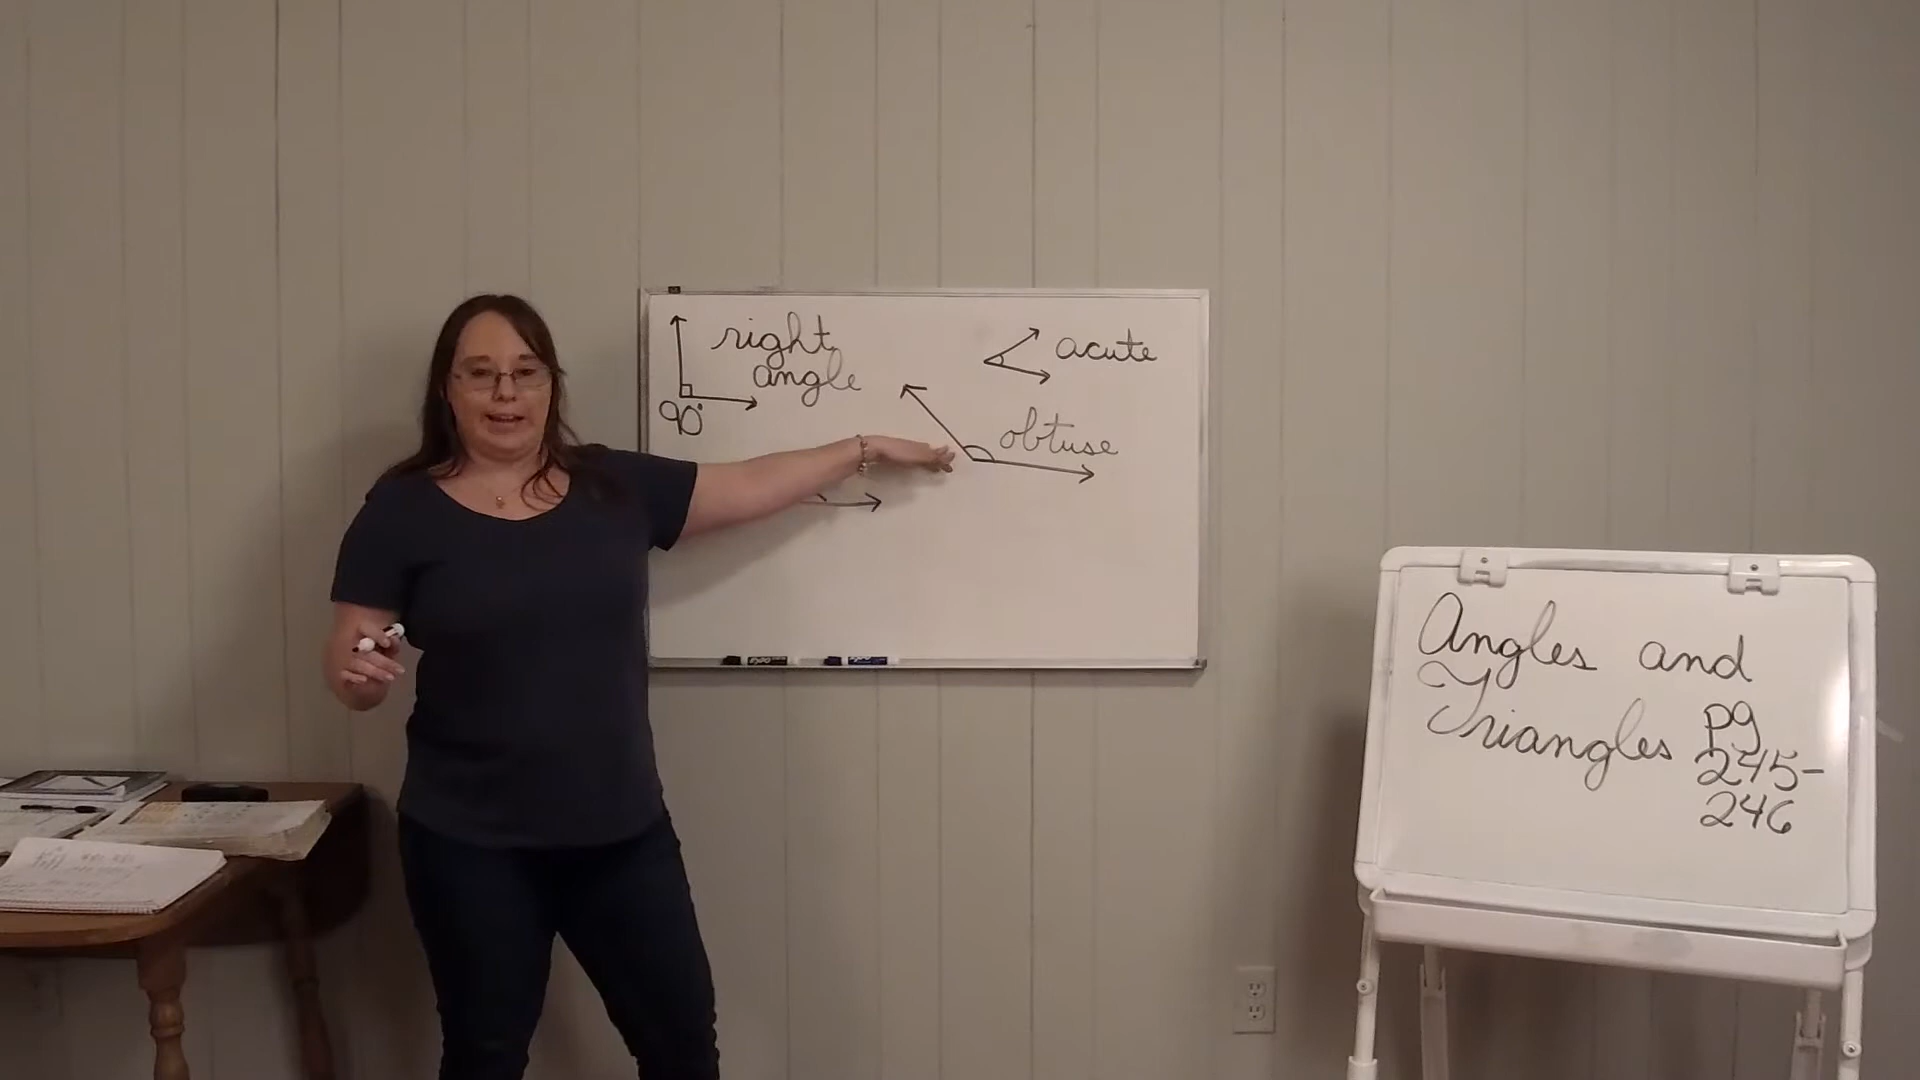 right
angle
90°
acute
obtuse
Angles and
Triangles pg
245-
246